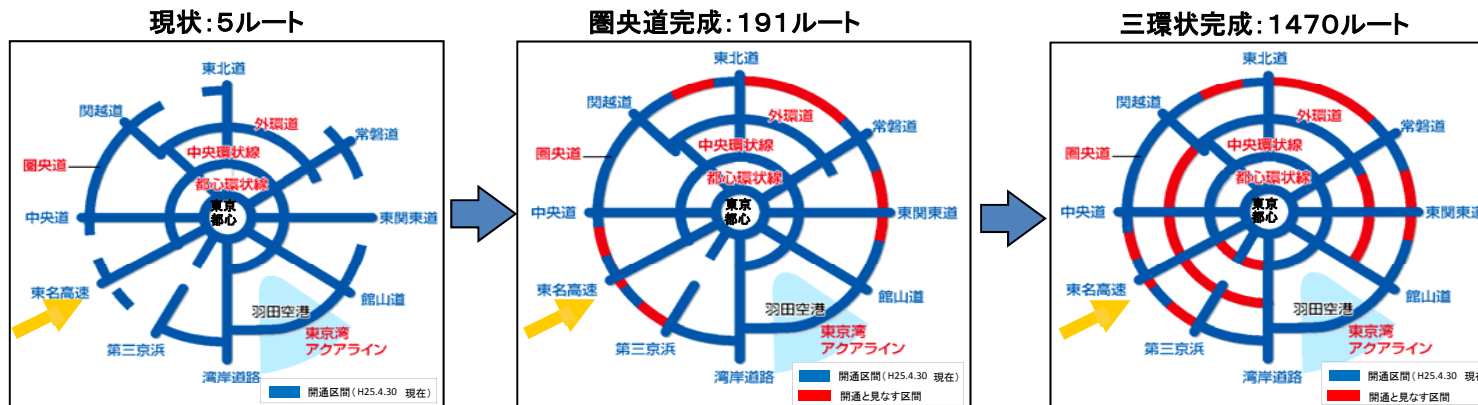 現状:5ルート
東北道
関越道
外環道
常磐道
中央環状線
圏央道
都心環状線
東京
都心
中央道
東関東道
東名高速
館山道
羽田空港
東京湾
アクアライン
第三京浜
湾岸道路
開通区間(H25.4.30 現在)
圏央道完成:191ルート
東北道
関越道
外環道
常磐道
中央環状線
圏央道
都心環状線
東京
都心
中央道
東関東道
東名高速
館山道
羽田空港
東京湾
アクアライン
第三京浜
湾岸道路
開通区間(H25.4.30 現在)
開通と見なす区間
三環状完成:1470ルート
東北道
関越道
外環道
常磐道
中央環状線
圏央道
都心環状線
東京
都心
中央道
東関東道
東名高速
館山道
羽田空港
東京湾
アクアライン
第三京浜
湾岸道路
開通区間(H25.4.30 現在
開通と見なす区間